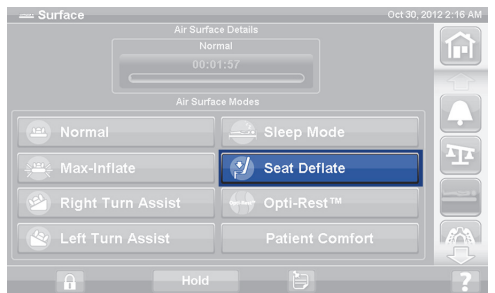 Surface
Oct 30, 2012 2:16 AM
Air Surface Details
Normal
00:01:57
Air Surface Modes
Normal
Sleep Mode
Max-Inflate
Seat Deflate
Right Turn Assist
Opti-Rest™
Left Turn Assist
Patient Comfort
Hold
?